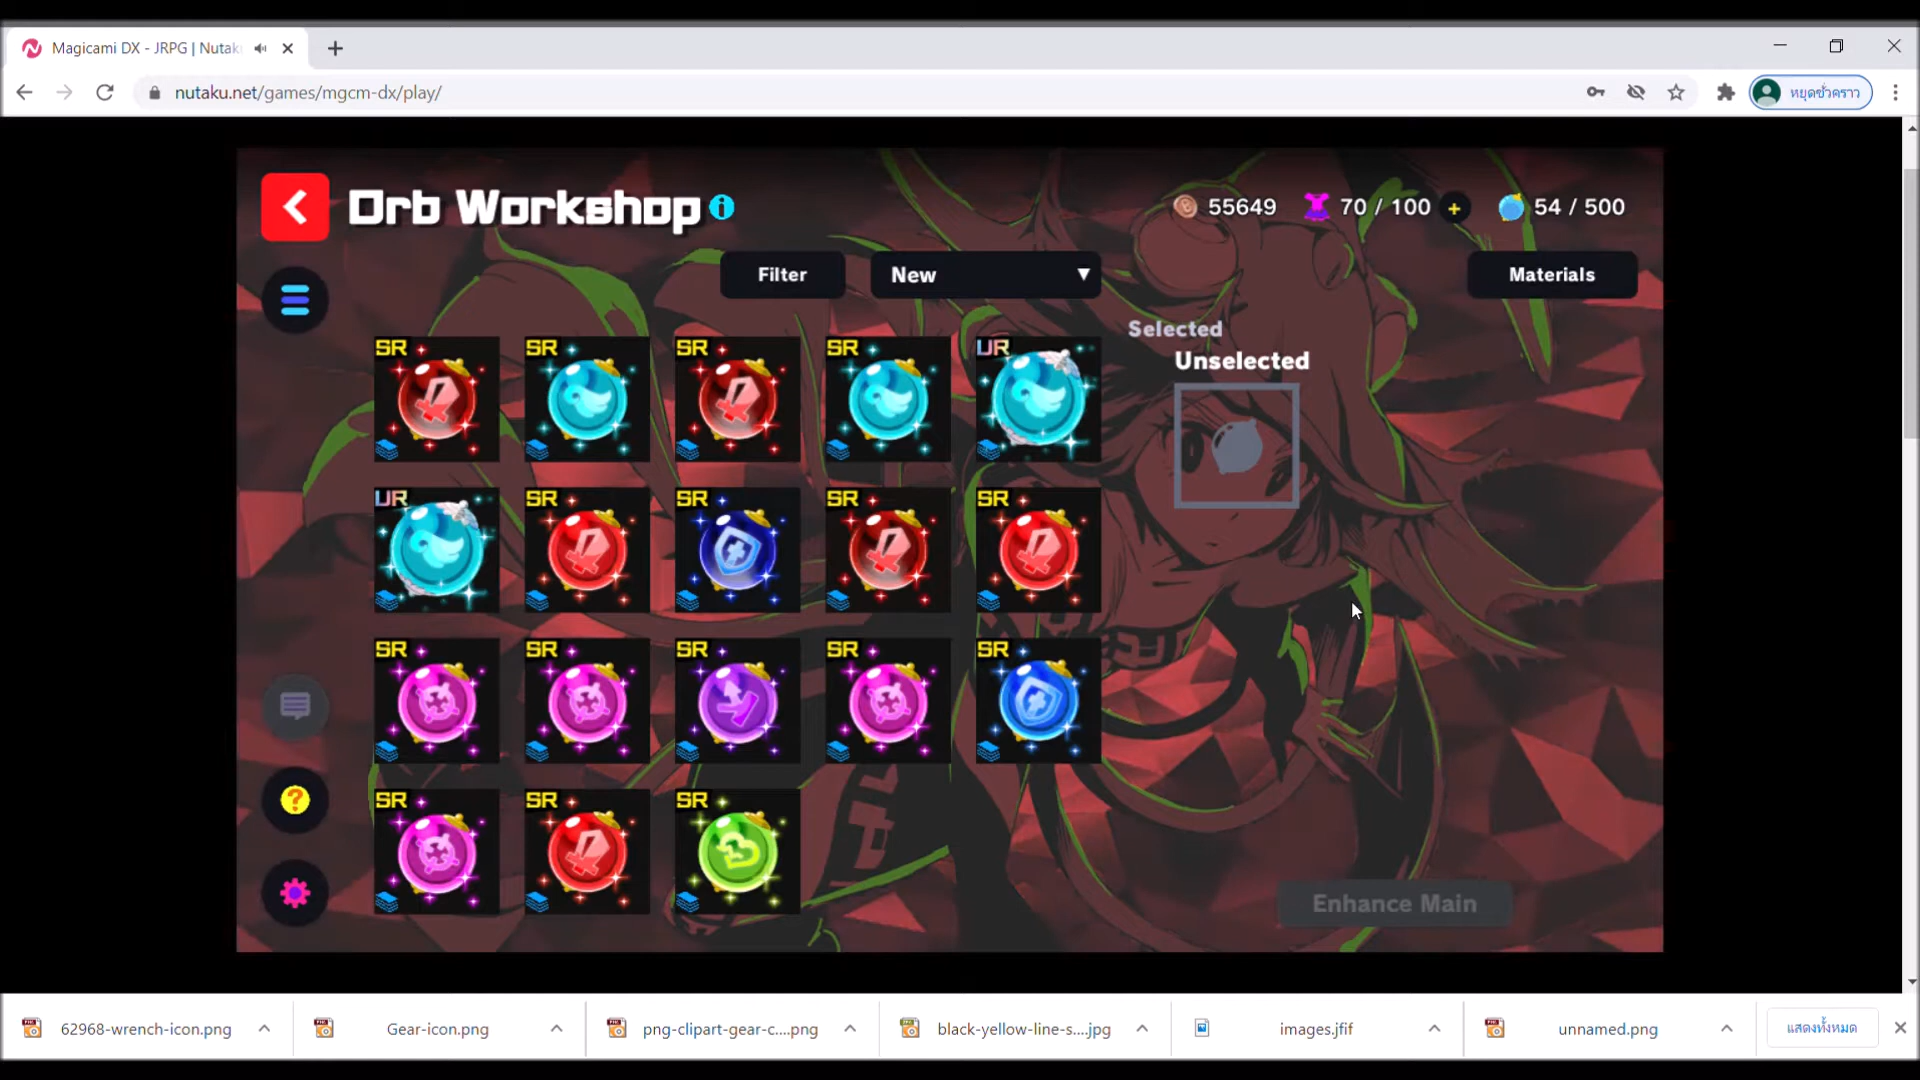 Magicami DX - JRPG | Nutak
nutaku.net/games/mgcm-dx/play/
หยุดชั่วคราว
Orb Workshop
55649
70 / 100
54 / 500
Filter
New
Materials
Selected
Unselected
SR SR SR SR UR
UR SR SR SR SR
SR SR SR SR SR
SR SR SR
Enhance Main
62968-wrench-icon.png
Gear-icon.png
png-clipart-gear-c....png
black-yellow-line-s....jpg
images.jfif
unnamed.png
แสดงทั้งหมด